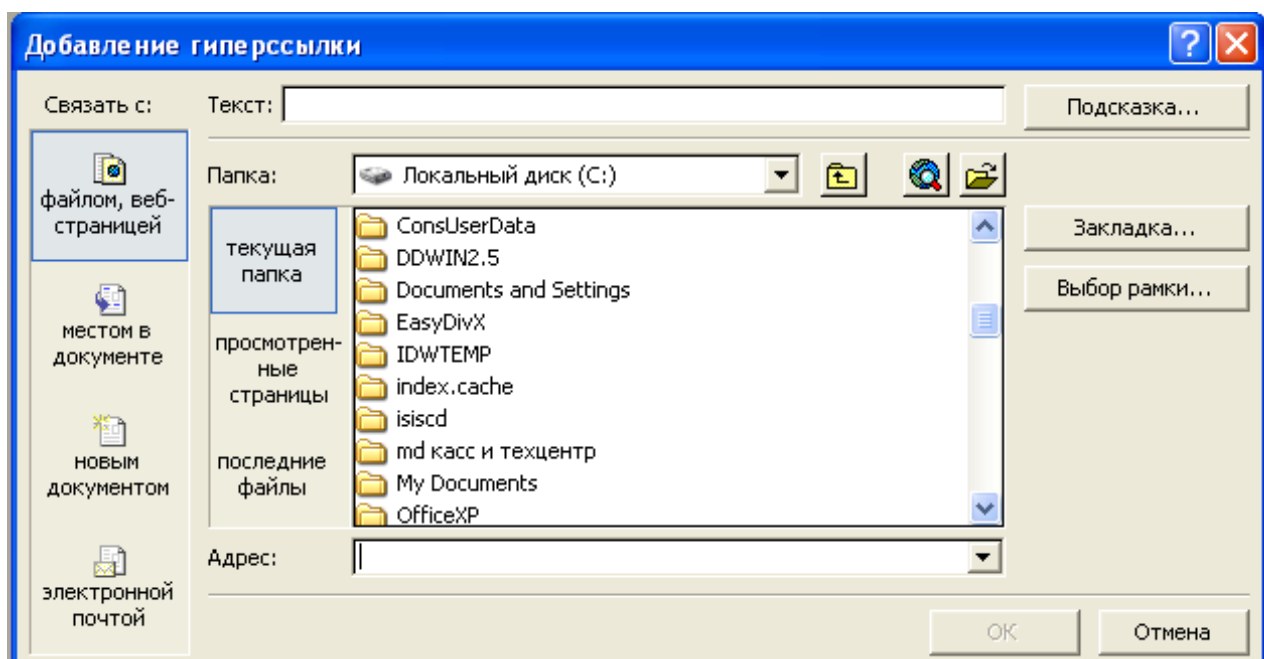 Добавление гиперссылки
Связать с:
Текст:
Подсказка...
файлом, веб-
страницей
Папка:
Локальный диск (C:)
текущая
папка
просмотрен-
ные
страницы
последние
файлы
ConsUserData
DDWIN2.5
Documents and Settings
EasyDivX
IDWTEMP
index.cache
isiscd
md касс и техцентр
My Documents
OfficeXP
Закладка...
Выбор рамки...
местом в
документе
новым
документом
электронной
почтой
Адрес:
ОК
Отмена